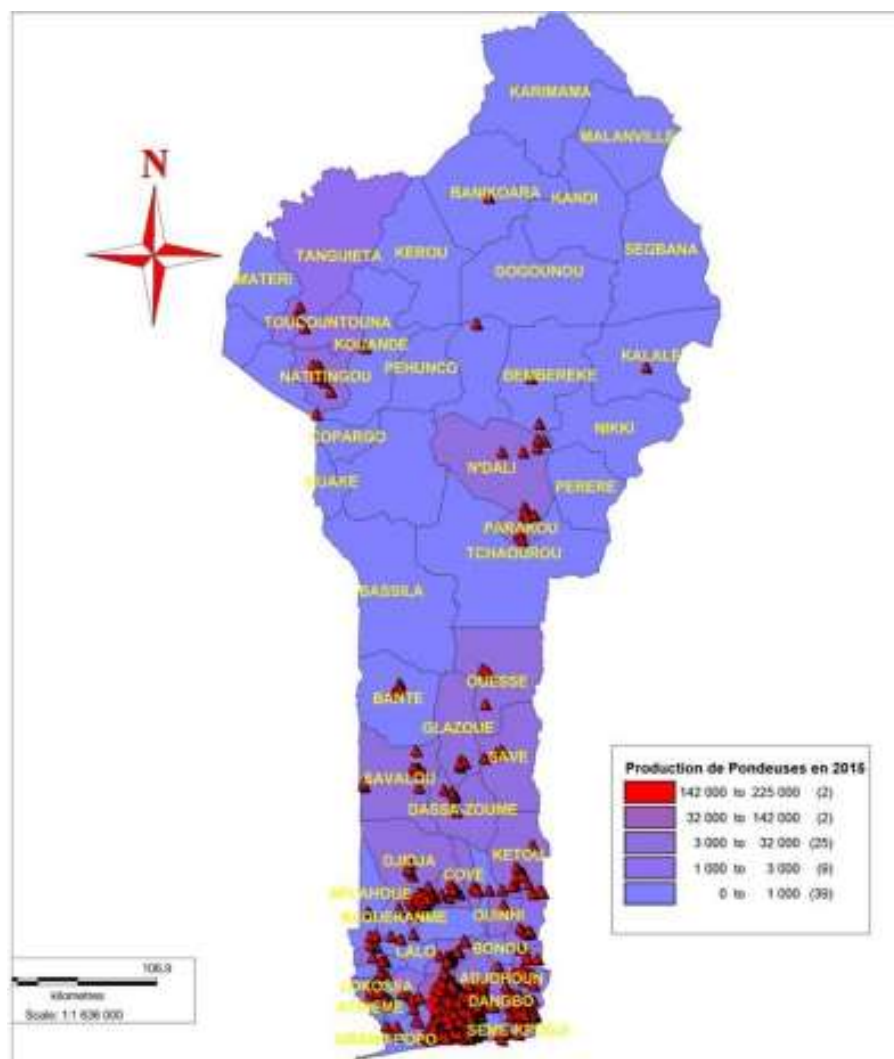 KARIMAMA
MALANVILLE
N
BANIKOARA
KANDI
SEGBANA
TANGUIETA
KEROU
GOGOUNOU
MATERI
TOUCOUNTOUNA
KOUANDE
KALALE
PEHUNCO
BEMBEREKE
NATITINGOU
NIKKI
COPARGO
N'DALI
OUAKE
PERERE
PARAKOU
TCHAOUROU
BASSILA
OUESSE
BANTE
GLAZOUE
SAVE
SAVALOU
DASSA-ZOUME
Production de Pondeuses en 2015
142 000 to 225 000 (2)
32 000 to 142 000 (2)
3 000 to 32 000 (25)
1 000 to 3 000 (9)
0 to 1 000 (39)
DJIDJA
KETOU
COVE
OUINHI
LALO
BONOU
ADJOHOUN
DANGBO
106,9
kilometres
Scale: 1:1 636 000